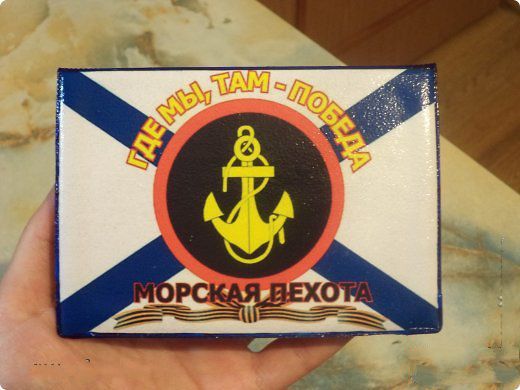 ГДЕ МЫ, ТАМ - ПОБЕДА
МОРСКАЯ ПЕХОТА